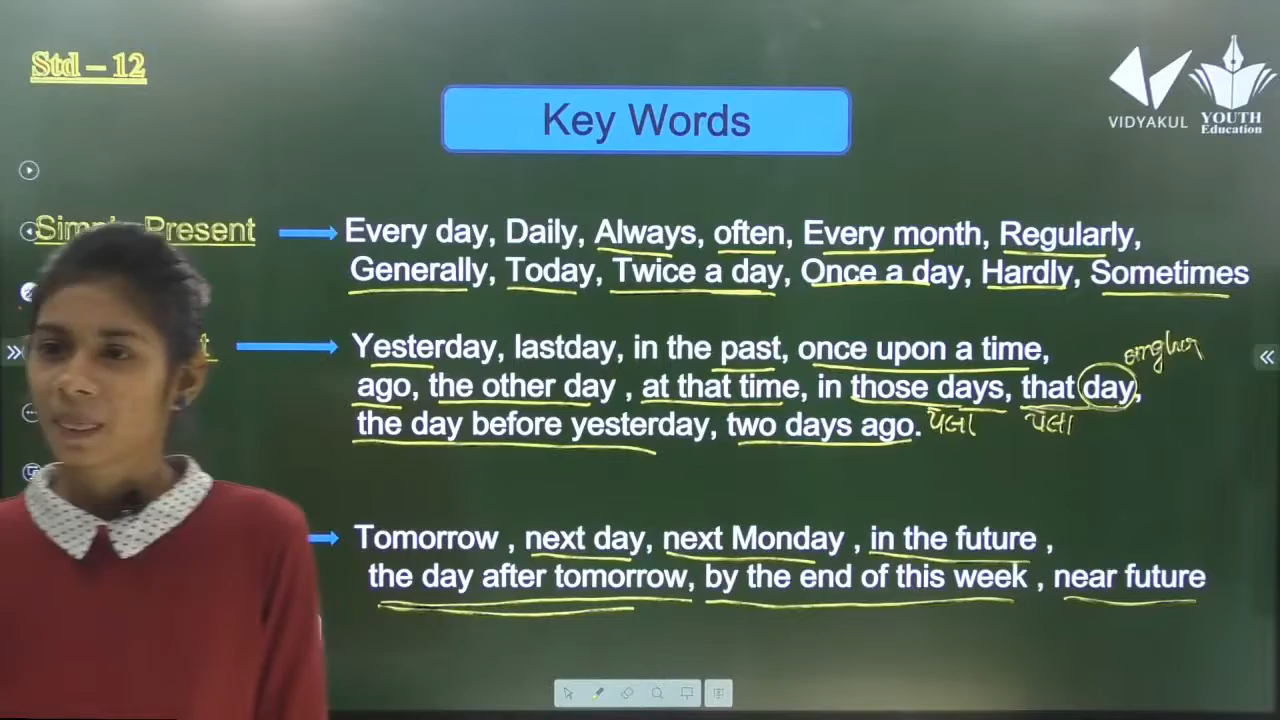 Std – 12
VIDYAKUL
YOUTH
Education
Key Words
Simple Present
Every day, Daily, Always, often, Every month, Regularly,
Generally, Today, Twice a day, Once a day, Hardly, Sometimes
Yesterday, lastday, in the past, once upon a time,
ago, the other day , at that time, in those days, that day,
the day before yesterday, two days ago.
પેલા પેલા
Tomorrow , next day, next Monday , in the future ,
the day after tomorrow, by the end of this week , near future